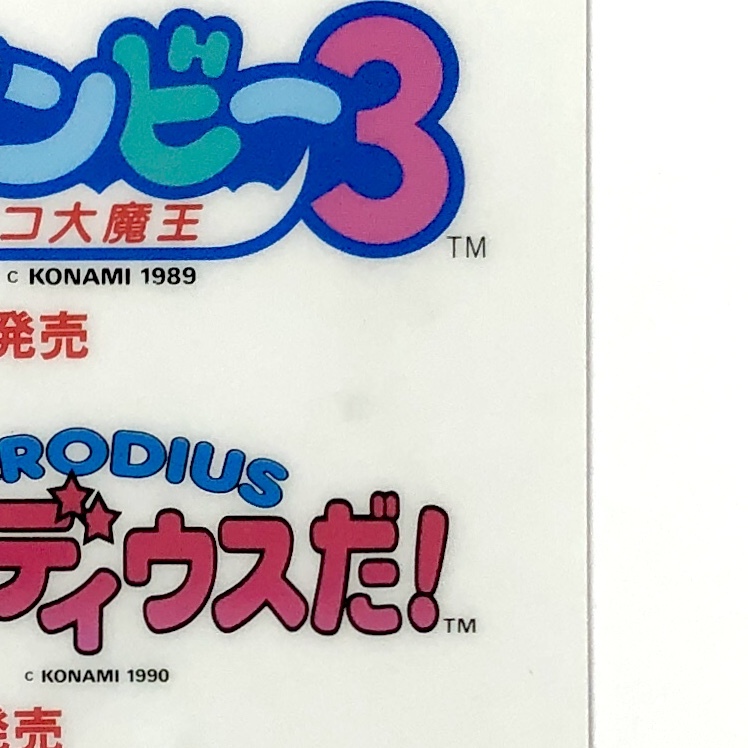 ンビー3
コ大魔王
TM
c KONAMI 1989
発売
RODIUS
ディウスだ!
TM
c KONAMI 1990
発売